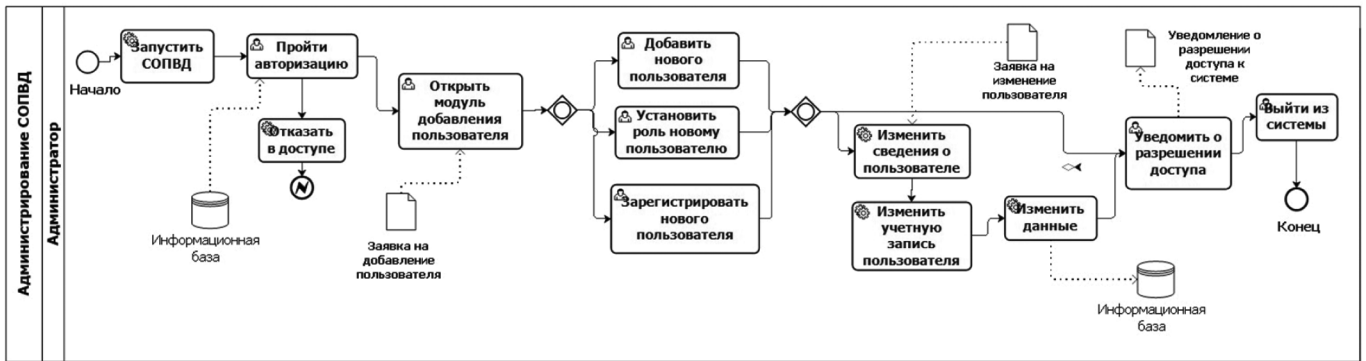 Администрирование СОПВД
Администратор
Начало
Запустить
СОПВД
Пройти
авторизацию
Отказать
в доступе
Информационная
база
Открыть
модуль
добавления
пользователя
Заявка на
добавление
пользователя
Добавить
нового
пользователя
Установить
роль новому
пользователю
Зарегистрировать
нового
пользователя
Заявка на
изменение
пользователя
Изменить
сведения о
пользователе
Изменить
учетную
запись
пользователя
Изменить
данные
Информационная
база
Уведомление о
разрешении
доступа к
системе
Уведомить о
разрешении
доступа
Выйти из
системы
Конец